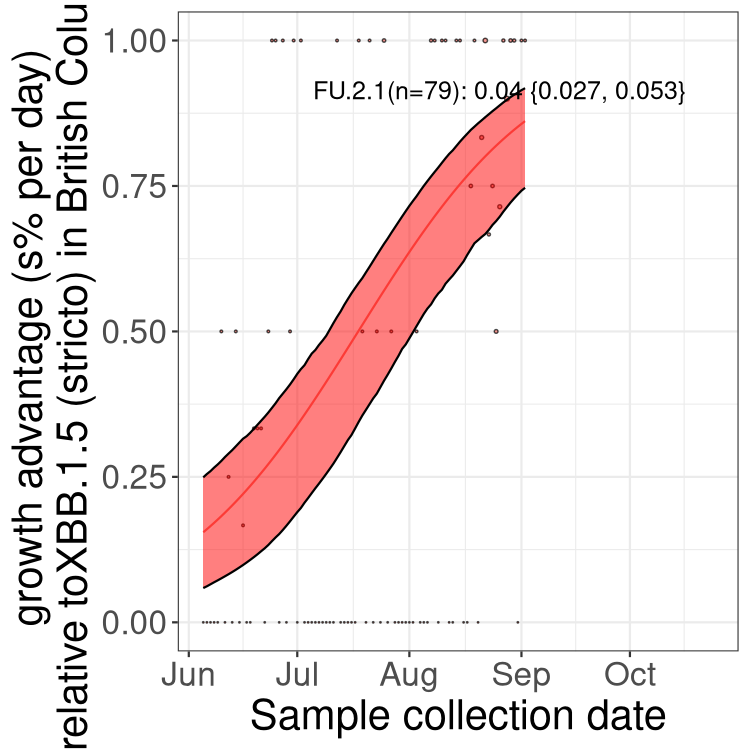 growth advantage (s% per day)
relative toXBB.1.5 (stricto) in British Colu
1.00
0.75
0.50
0.25
0.00
FU.2.1(n=79): 0.04 {0.027, 0.053}
Jun Jul Aug Sep Oct
Sample collection date